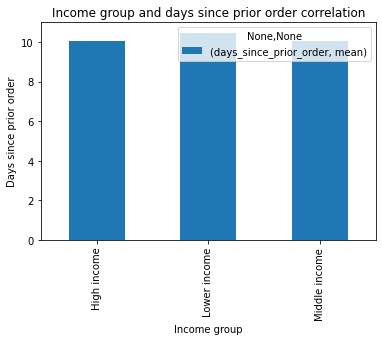 Income group and days since prior order correlation
None,None
(days_since_prior_order, mean)
Days since prior order
10
8
6
4
2
0
High income
Lower income
Middle income
Income group